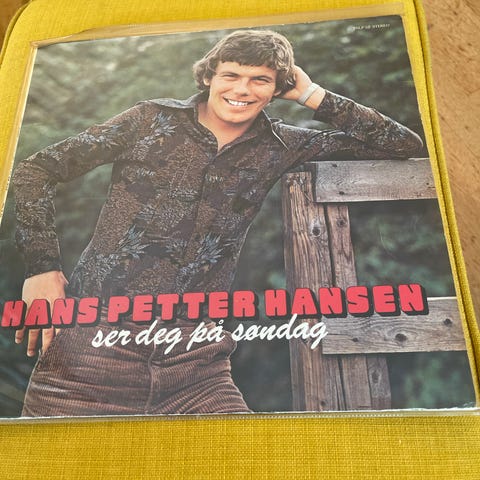 HANS PETTER HANSEN
ser deg på søndag